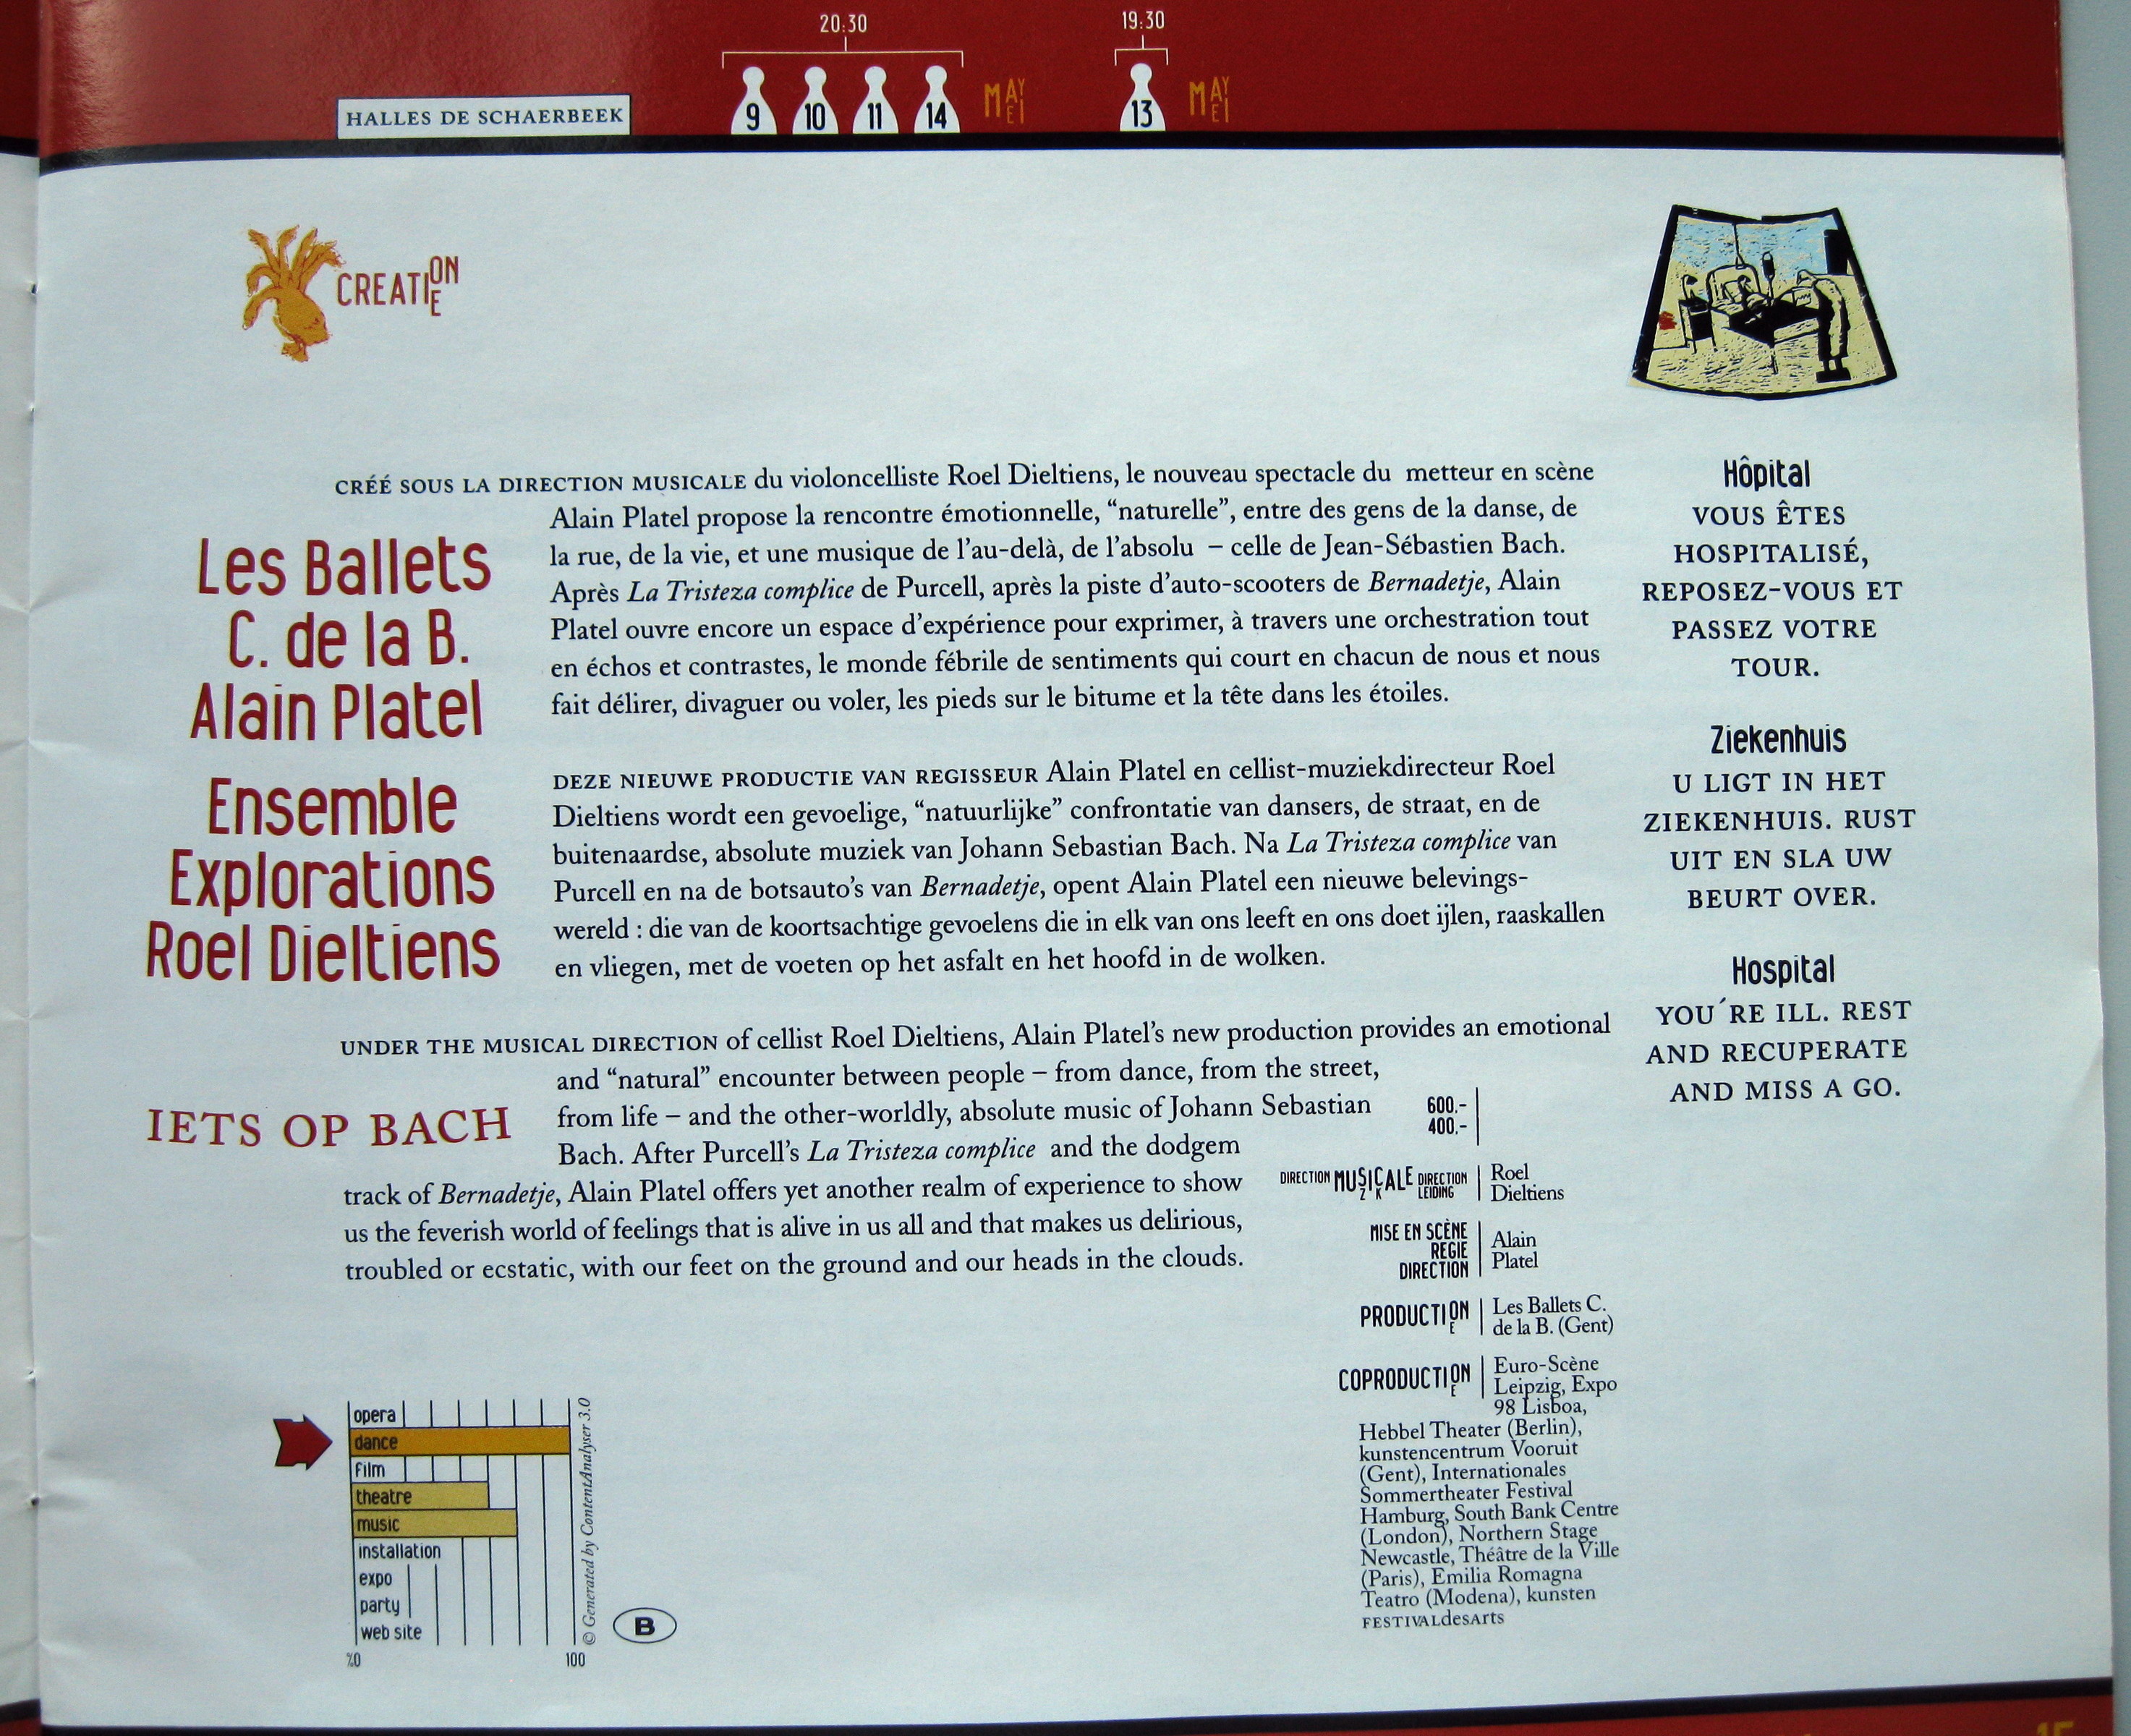 20:30
19:30
HALLES DE SCHAERBEEK
9 10 11 14 MAY MEI
13 MAY MEI
CREATION CREATIE
CRÉÉ SOUS LA DIRECTION MUSICALE du violoncelliste Roel Dieltiens, le nouveau spectacle du metteur en scène
Alain Platel propose la rencontre émotionnelle, “naturelle”, entre des gens de la danse, de
la rue, de la vie, et une musique de l’au-delà, de l’absolu – celle de Jean-Sébastien Bach.
Après La Tristeza complice de Purcell, après la piste d’auto-scooters de Bernadetje, Alain
Platel ouvre encore un espace d’expérience pour exprimer, à travers une orchestration tout
en échos et contrastes, le monde fébrile de sentiments qui court en chacun de nous et nous
fait délirer, divaguer ou voler, les pieds sur le bitume et la tête dans les étoiles.
Les Ballets
C. de la B.
Alain Platel
Ensemble
Explorations
Roel Dieltiens
DEZE NIEUWE PRODUCTIE VAN REGISSEUR Alain Platel en cellist-muziekdirecteur Roel
Dieltiens wordt een gevoelige, “natuurlijke” confrontatie van dansers, de straat, en de
buitenaardse, absolute muziek van Johann Sebastian Bach. Na La Tristeza complice van
Purcell en na de botsauto’s van Bernadetje, opent Alain Platel een nieuwe belevings-
wereld : die van de koortsachtige gevoelens die in elk van ons leeft en ons doet ijlen, raaskallen
en vliegen, met de voeten op het asfalt en het hoofd in de wolken.
IETS OP BACH
UNDER THE MUSICAL DIRECTION of cellist Roel Dieltiens, Alain Platel’s new production provides an emotional
and “natural” encounter between people – from dance, from the street,
from life – and the other-worldly, absolute music of Johann Sebastian
Bach. After Purcell’s La Tristeza complice and the dodgem
track of Bernadetje, Alain Platel offers yet another realm of experience to show
us the feverish world of feelings that is alive in us all and that makes us delirious,
troubled or ecstatic, with our feet on the ground and our heads in the clouds.
Hôpital
VOUS ÊTES
HOSPITALISÉ,
REPOSEZ-VOUS ET
PASSEZ VOTRE
TOUR.
Ziekenhuis
U LIGT IN HET
ZIEKENHUIS. RUST
UIT EN SLA UW
BEURT OVER.
Hospital
YOU´RE ILL. REST
AND RECUPERATE
AND MISS A GO.
600.-
400.-
DIRECTION MUSICALE MUZIK DIRECTION LEIDING
Roel
Dieltiens
MISE EN SCÈNE
REGIE
DIRECTION
Alain
Platel
PRODUCTION PRODUCTIE
Les Ballets C.
de la B. (Gent)
COPRODUCTION COPRODUCTIE
Euro-Scène
Leipzig, Expo
98 Lisboa,
Hebbel Theater (Berlin),
kunstencentrum Vooruit
(Gent), Internationales
Sommertheater Festival
Hamburg, South Bank Centre
(London), Northern Stage
Newcastle, Théâtre de la Ville
(Paris), Emilia Romagna
Teatro (Modena), kunsten
FESTIVALdesArts
opera
dance
film
theatre
music
installation
expo
party
web site
%0
100
© Generated by ContentAnalyser 3.0
B